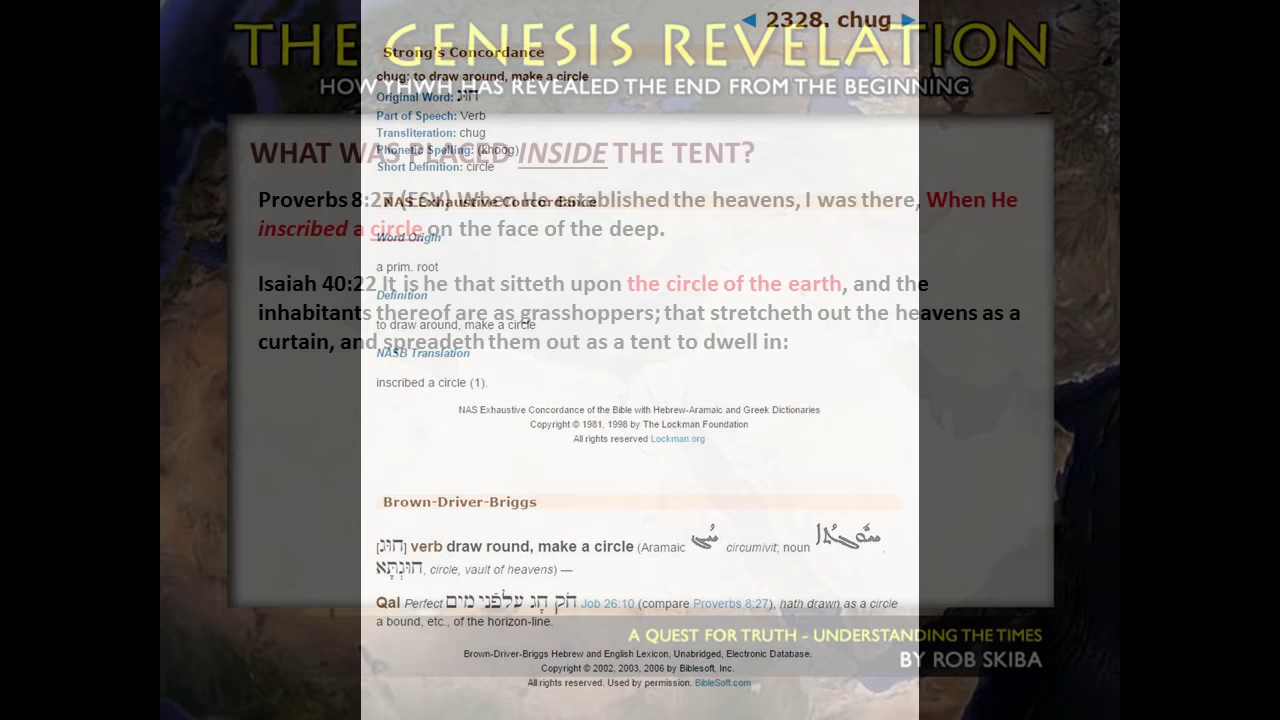 THE GENESIS REVELATION
HOW YHWH HAS REVEALED THE END FROM THE BEGINNING
WHAT WAS PLACED INSIDE THE TENT?
Proverbs 8:27 (ESV) When He established the heavens, I was there, When He
inscribed a circle on the face of the deep.
Isaiah 40:22 It is he that sitteth upon the circle of the earth, and the
inhabitants thereof are as grasshoppers; that stretcheth out the heavens as a
curtain, and spreadeth them out as a tent to dwell in:
A QUEST FOR TRUTH - UNDERSTANDING THE TIMES
BY ROB SKIBA
◄ 2328. chug ►
Strong's Concordance
chug: to draw around, make a circle
Original Word: חוּג
Part of Speech: Verb
Transliteration: chug
Phonetic Spelling: (khoog)
Short Definition: circle
NAS Exhaustive Concordance
Word Origin
a prim. root
Definition
to draw around, make a circle
NASB Translation
inscribed a circle (1).
NAS Exhaustive Concordance of the Bible with Hebrew-Aramaic and Greek Dictionaries
Copyright © 1981, 1998 by The Lockman Foundation
All rights reserved Lockman.org
Brown-Driver-Briggs
[חוּג] verb draw round, make a circle (Aramaic circumivit; noun ,
חוּגְתָּא, circle, vault of heavens) —
Qal Perfect חֹק חָג עלפֿני מים Job 26:10 (compare Proverbs 8:27), hath drawn as a circle
a bound, etc., of the horizon-line.
Brown-Driver-Briggs Hebrew and English Lexicon, Unabridged, Electronic Database.
Copyright © 2002, 2003, 2006 by Biblesoft, Inc.
All rights reserved. Used by permission. BibleSoft.com